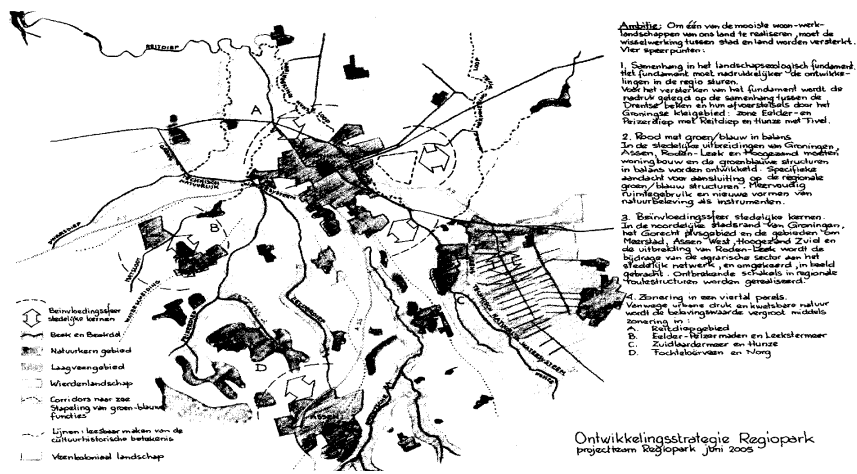 Ambitie: Om één van de mooiste woon-werk-
landschappen van ons land te realiseren, moet de
wisselwerking tussen stad en land worden versterkt.
Vier speerpunten:
1. Samenhang in het landschapsecologisch fundament.
Het fundament moet nadrukkelijker de ontwikke-
lingen in de regio sturen.
Voor het versterken van het fundament wordt de
nadruk gelegd op de samenhang tussen de
Drentse beken en hun afvoerstelsels door het
Groningse kleigebied: zone Eelder- en
Peizerdiep met Reitdiep en Hunze met Tivel.
2. Rood met groen/blauw in balans
In de stedelijke uitbreidingen van Groningen,
Assen, Roden-Leek en Hoogezand moeten
woningbouw en de groenblauwe structuren
in balans worden ontwikkeld. Specifieke
aandacht voor aansluiting op de regionale
groen/blauw structuren. Meervoudig
ruimtegebruik en nieuwe vormen van
natuurbeleving als instrumenten.
3. Beïnvloedingssfeer stedelijke kernen.
In de noordelijke stadsrand van Groningen,
het Gorecht plusgebied en de gebieden om
Meerstad, Assen West, Hoogezand Zuid en
de uitbreiding van Roden-Leek wordt de
bijdrage van de agrarische sector aan het
stedelijk netwerk, en omgekeerd, in beeld
gebracht. Ontbrekende schakels in regionale
routestructuren worden gerealiseerd.
4. Zonering in een viertal parels.
Vanwege urbane druk en kwetsbare natuur
wordt de belevingswaarde vergroot middels
zonering in:
A. Reitdiepgebied
B. Eelder-Peizermaden en Leekstermeer
C. Zuidlaardermeer en Hunze
D. Fochteloërveen en Norg
REITDIEP
A
B
C
D
ASSEN
HUNZE
Beinvloedingssfeer
stedelijke kernen
Beek en Beekdal
Natuurkern gebied
Laagveengebied
Wierdenlandschap
Corridors naar zee
Stapeling van groen-blauwe
functies
Lijnen: leesbaar maken van de
cultuurhistorische betekenis
Veenkoloniaal landschap
Ontwikkelingsstrategie Regiopark
projectteam Regiopark juni 2005